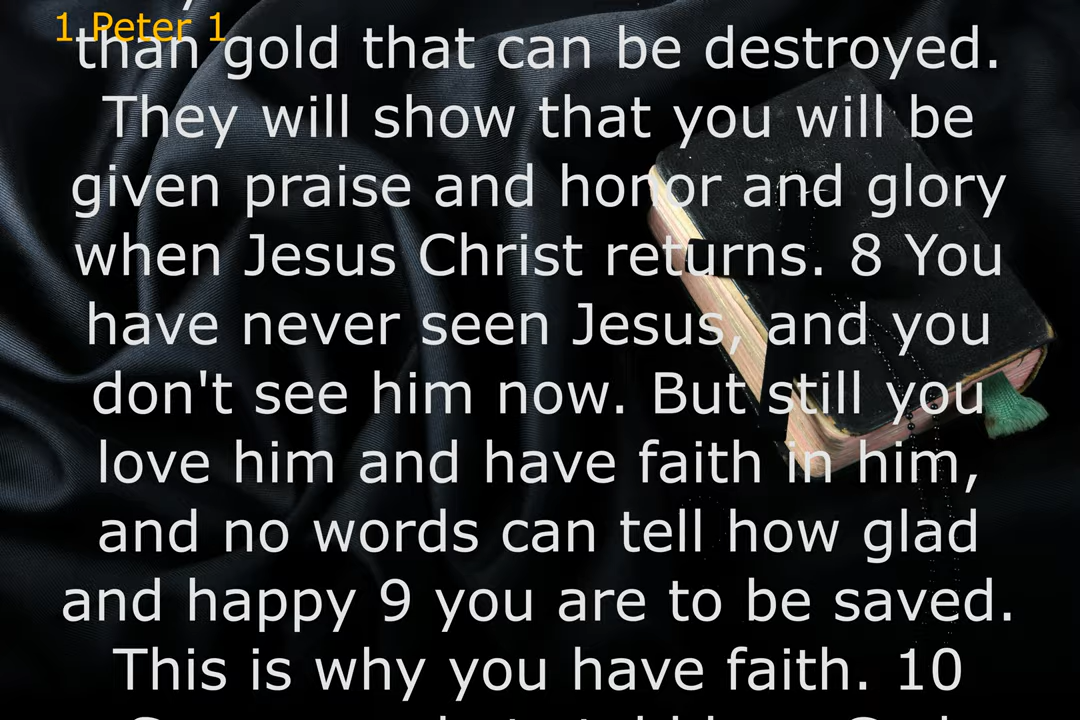 1 Peter 1
than gold that can be destroyed.
They will show that you will be
given praise and honor and glory
when Jesus Christ returns. 8 You
have never seen Jesus, and you
don't see him now. But still you
love him and have faith in him,
and no words can tell how glad
and happy 9 you are to be saved.
This is why you have faith. 10